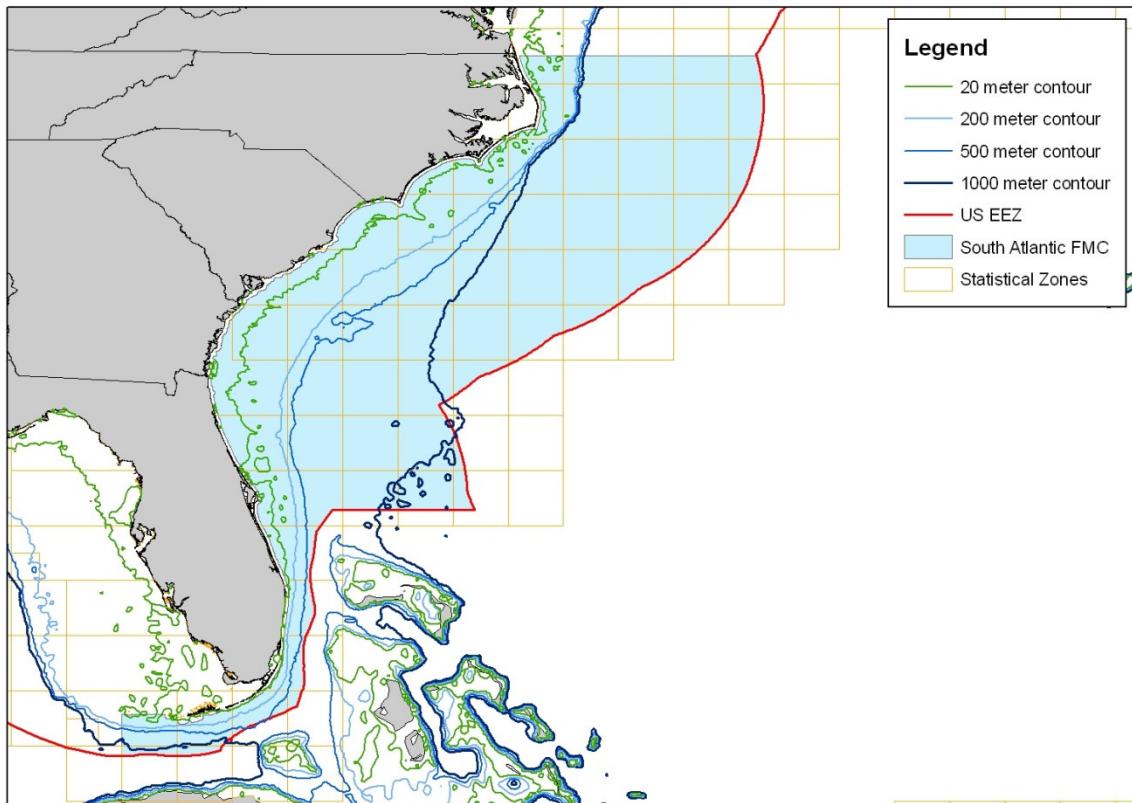 Legend
20 meter contour
200 meter contour
500 meter contour
1000 meter contour
US EEZ
South Atlantic FMC
Statistical Zones